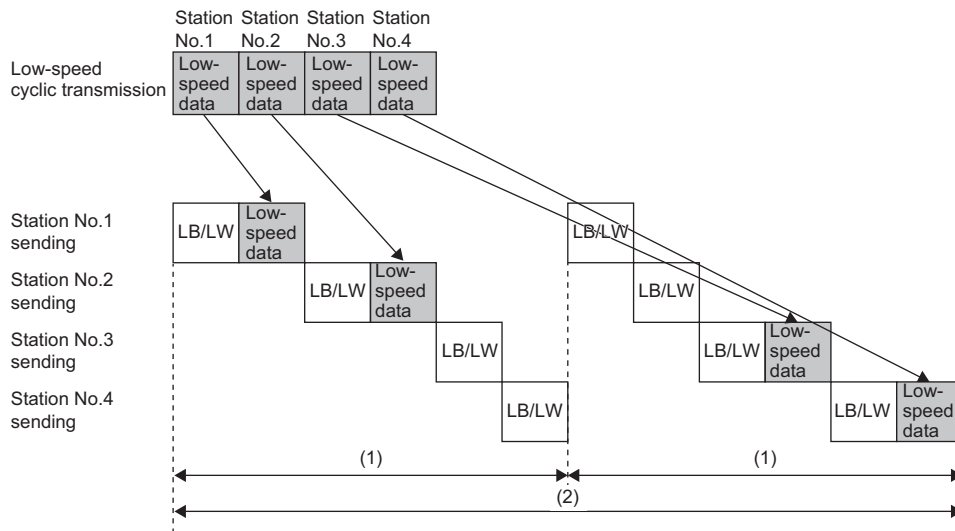 Station Station Station Station
No.1 No.2 No.3 No.4
Low-speed
cyclic transmission
Low-
speed
data
Low-
speed
data
Low-
speed
data
Low-
speed
data
Station No.1
sending
LB/LW
Low-
speed
data
LB/LW
Station No.2
sending
LB/LW
Low-
speed
data
LB/LW
Station No.3
sending
LB/LW
LB/LW
Low-
speed
data
Station No.4
sending
LB/LW
LB/LW
Low-
speed
data
(1) (1)
(2)